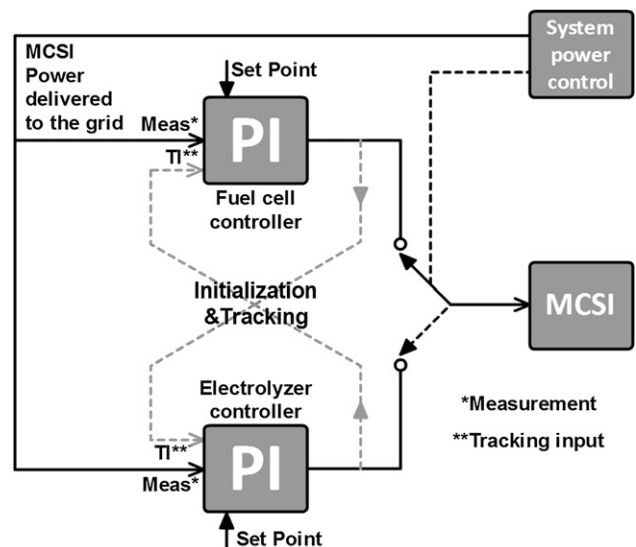 System
power
control
MCSI
Power
delivered
to the grid
Set Point
Meas*
TI**
PI
Fuel cell
controller
Initialization
&Tracking
MCSI
Electrolyzer
controller
*Measurement
**Tracking input
TI**
Meas*
PI
Set Point